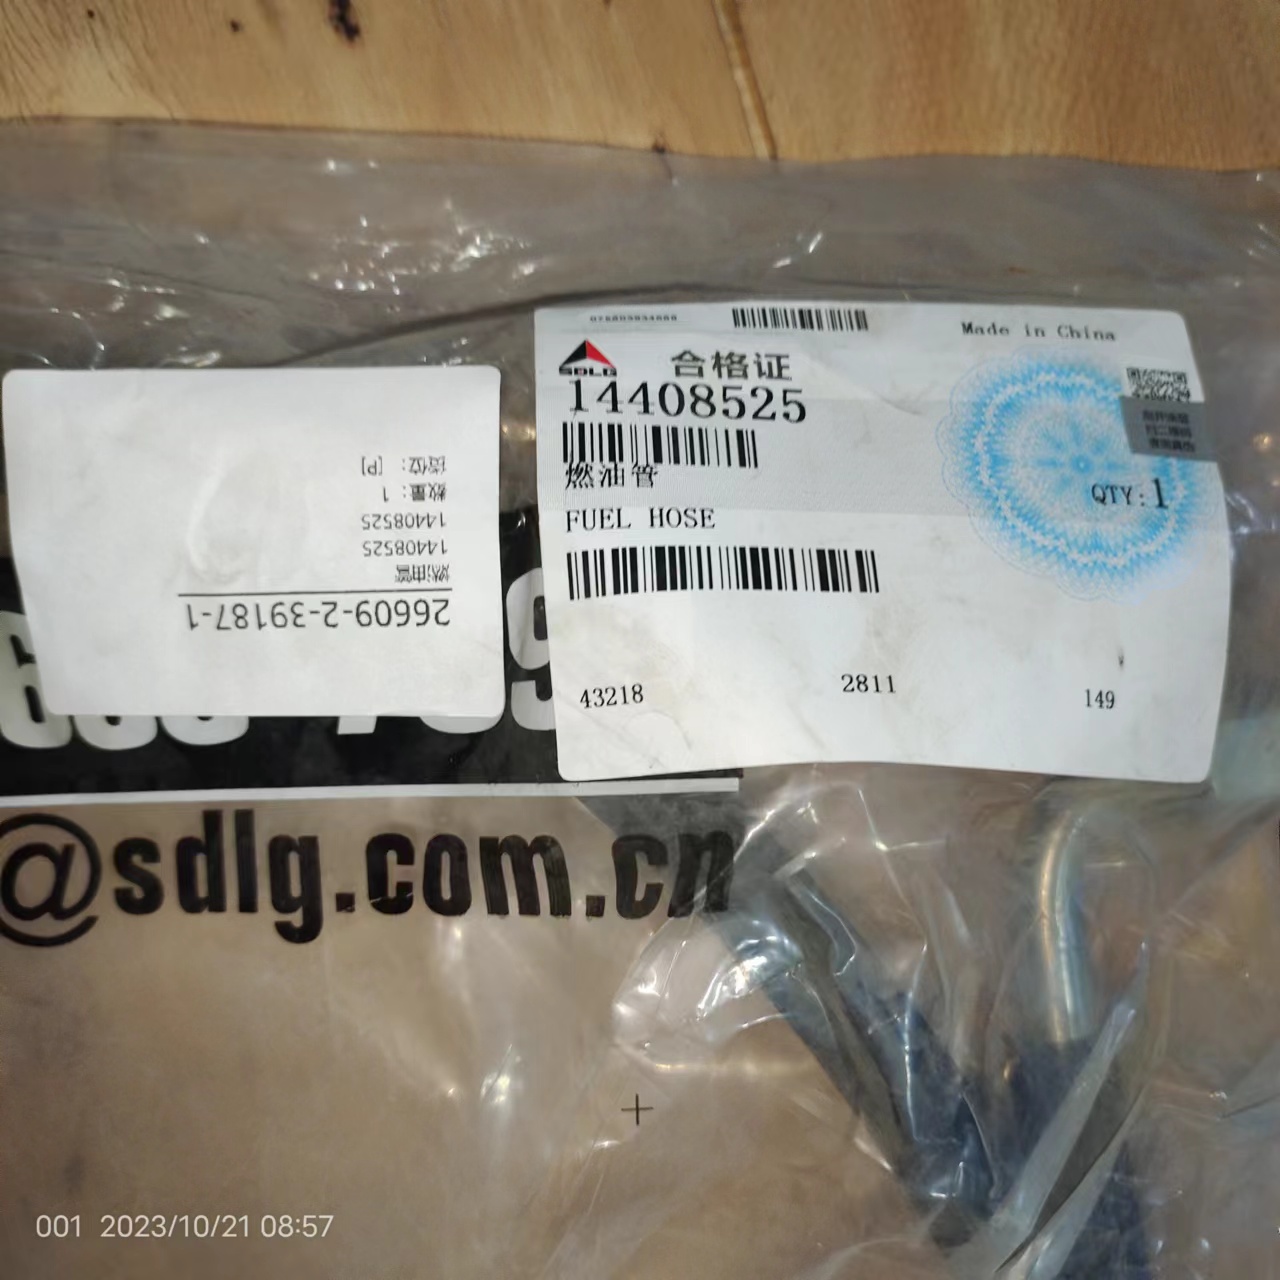 Made in China
SDLG
合格证
14408525
燃油管
QTY:1
FUEL HOSE
43218
2811
149
26609-2-39187-1
燃油管
14408525
14408525
数量: 1
货位: [P]
@sdlg.com.cn
001 2023/10/21 08:57